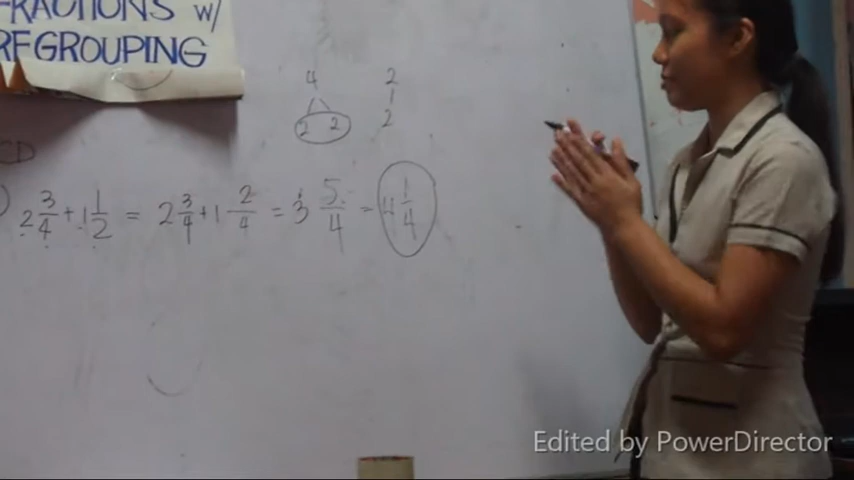 FRACTIONS w/
REGROUPING
4 2
2 2 2
CD
2 3/4 + 1 1/2 = 2 3/4 + 1 2/4 = 3 5/4 = 4 1/4
Edited by PowerDirector